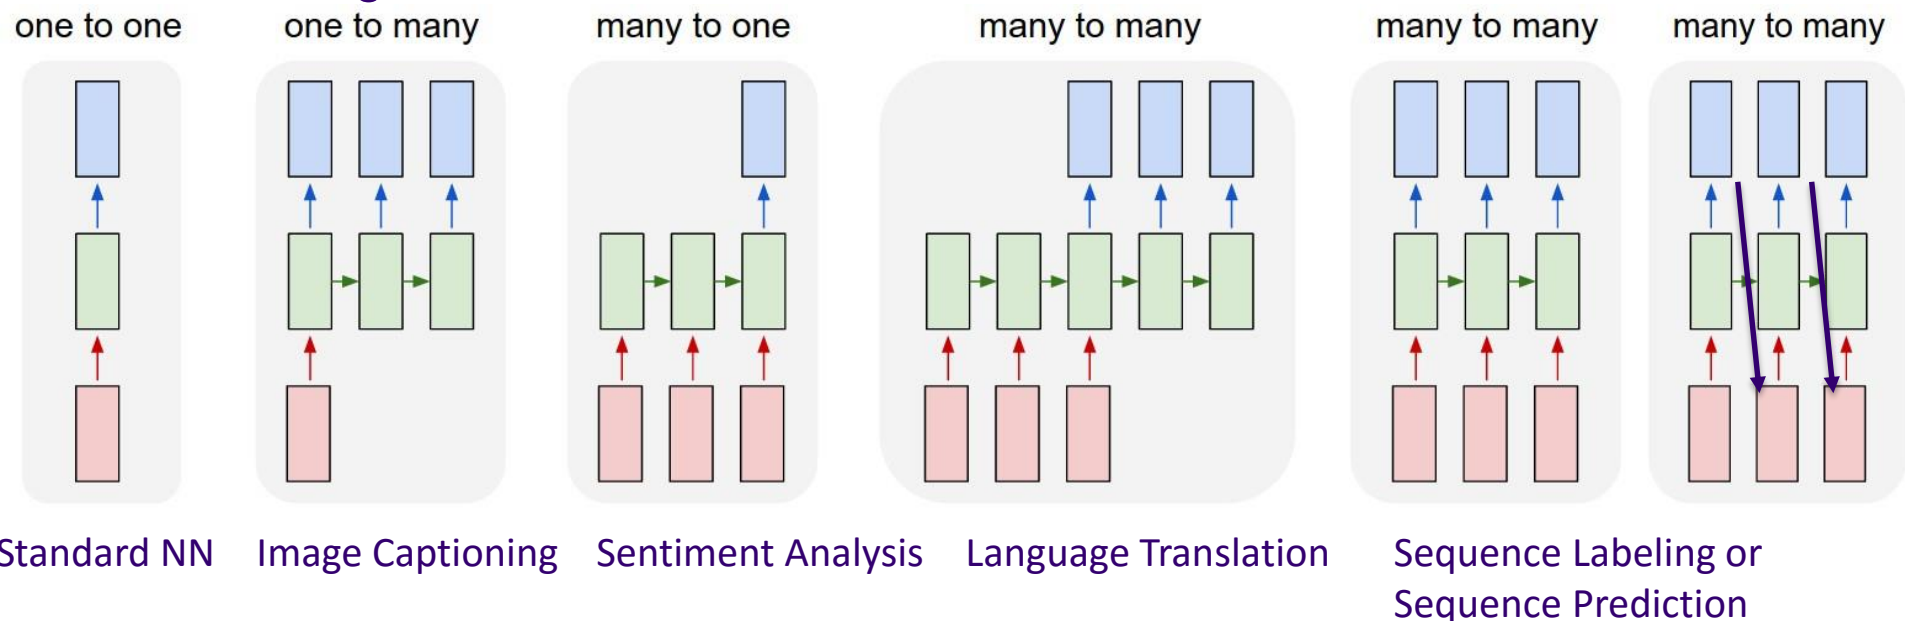 one to one
one to many
many to one
many to many
many to many
many to many
Standard NN
Image Captioning
Sentiment Analysis
Language Translation
Sequence Labeling or
Sequence Prediction